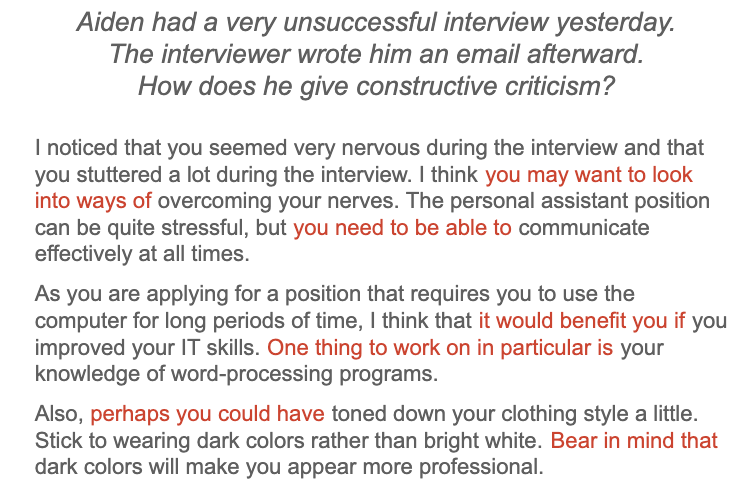 Aiden had a very unsuccessful interview yesterday.
The interviewer wrote him an email afterward.
How does he give constructive criticism?
I noticed that you seemed very nervous during the interview and that
you stuttered a lot during the interview. I think you may want to look
into ways of overcoming your nerves. The personal assistant position
can be quite stressful, but you need to be able to communicate
effectively at all times.
As you are applying for a position that requires you to use the
computer for long periods of time, I think that it would benefit you if you
improved your IT skills. One thing to work on in particular is your
knowledge of word-processing programs.
Also, perhaps you could have toned down your clothing style a little.
Stick to wearing dark colors rather than bright white. Bear in mind that
dark colors will make you appear more professional.